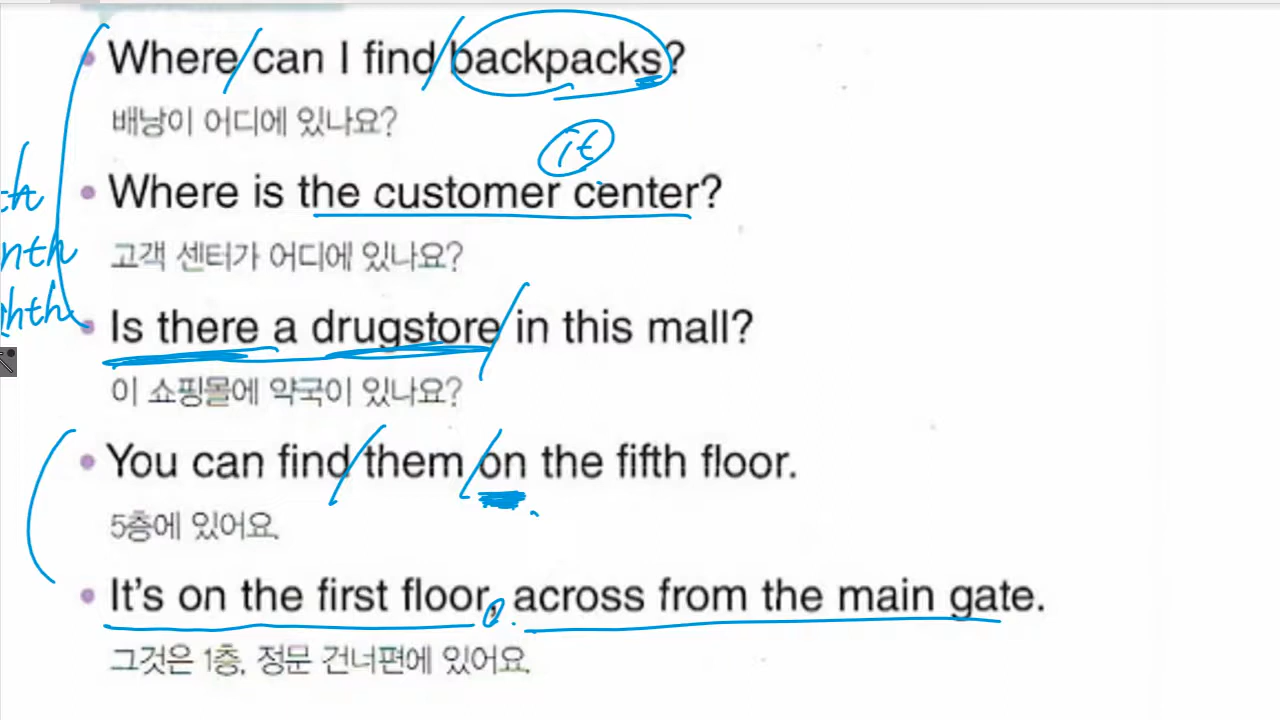 Where can I find backpacks?
배낭이 어디에 있나요?
it
Where is the customer center?
고객 센터가 어디에 있나요?
Is there a drugstore in this mall?
이 쇼핑몰에 약국이 있나요?
You can find them on the fifth floor.
5층에 있어요.
It's on the first floor, across from the main gate.
그것은 1층, 정문 건너편에 있어요.